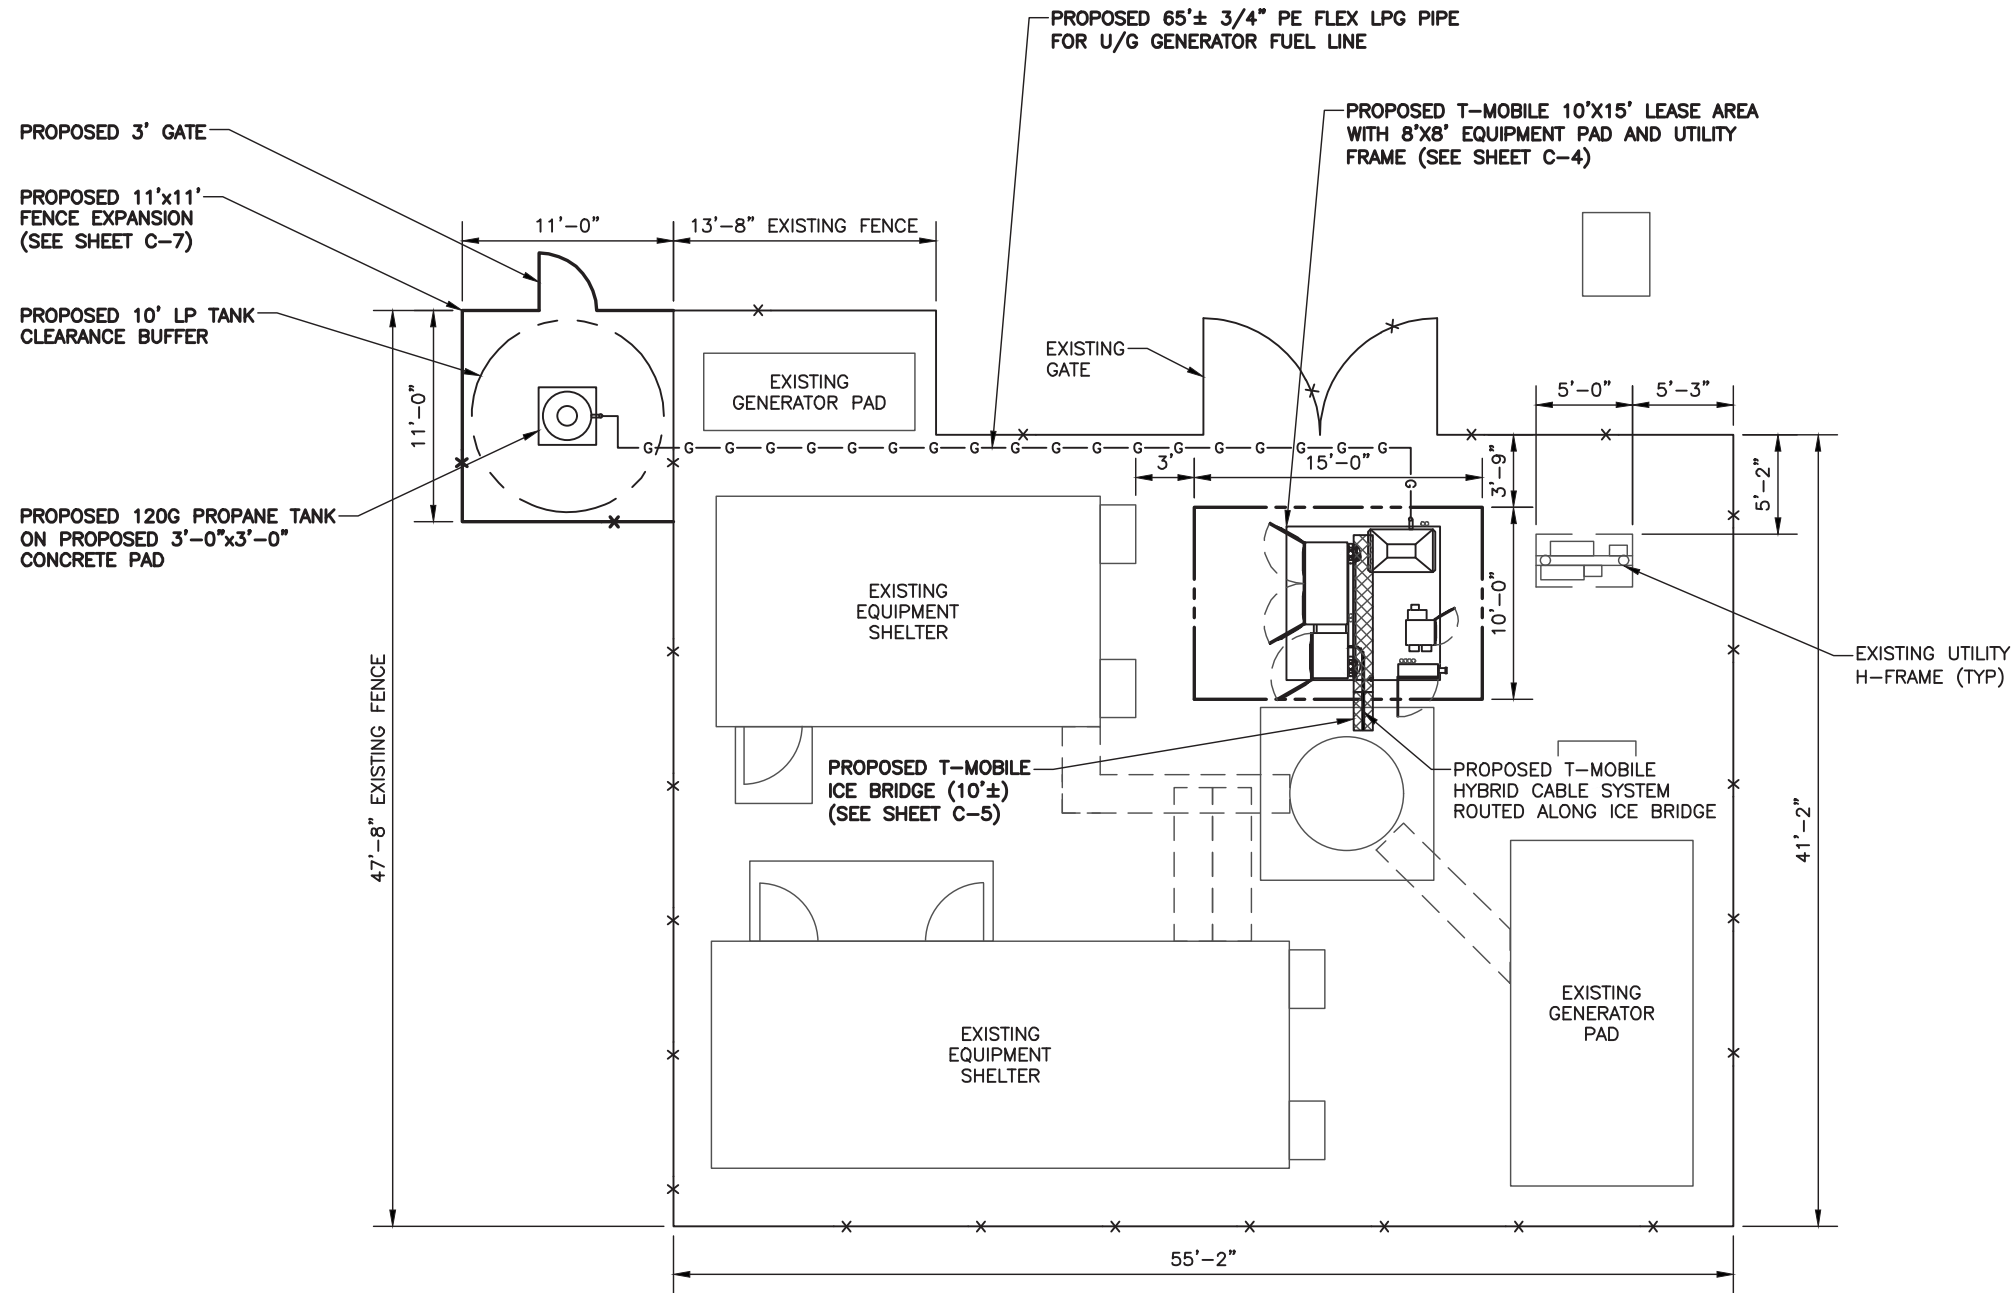 PROPOSED 65'± 3/4" PE FLEX LPG PIPE
FOR U/G GENERATOR FUEL LINE
PROPOSED T-MOBILE 10'X15' LEASE AREA
WITH 8'X8' EQUIPMENT PAD AND UTILITY
FRAME (SEE SHEET C-4)
PROPOSED 3' GATE
PROPOSED 11'x11'
FENCE EXPANSION
(SEE SHEET C-7)
11'-0"
13'-8" EXISTING FENCE
PROPOSED 10' LP TANK
CLEARANCE BUFFER
EXISTING
GATE
EXISTING
GENERATOR PAD
11'-0"
5'-0"
5'-3"
G G G G G G G G G G G G G G G G G G G
G
3'
15'-0"
3'-9"
5'-2"
PROPOSED 120G PROPANE TANK
ON PROPOSED 3'-0"x3'-0"
CONCRETE PAD
EXISTING
EQUIPMENT
SHELTER
10'-0"
EXISTING UTILITY
H-FRAME (TYP)
47'-8" EXISTING FENCE
PROPOSED T-MOBILE
ICE BRIDGE (10'±)
(SEE SHEET C-5)
PROPOSED T-MOBILE
HYBRID CABLE SYSTEM
ROUTED ALONG ICE BRIDGE
41'-2"
EXISTING
EQUIPMENT
SHELTER
EXISTING
GENERATOR
PAD
55'-2"